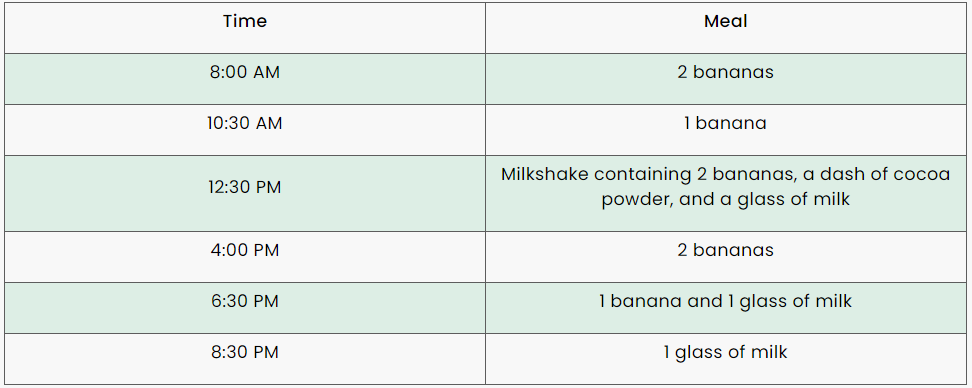 Time Meal
8:00 AM 2 bananas
10:30 AM 1 banana
12:30 PM Milkshake containing 2 bananas, a dash of cocoa
powder, and a glass of milk
4:00 PM 2 bananas
6:30 PM 1 banana and 1 glass of milk
8:30 PM 1 glass of milk